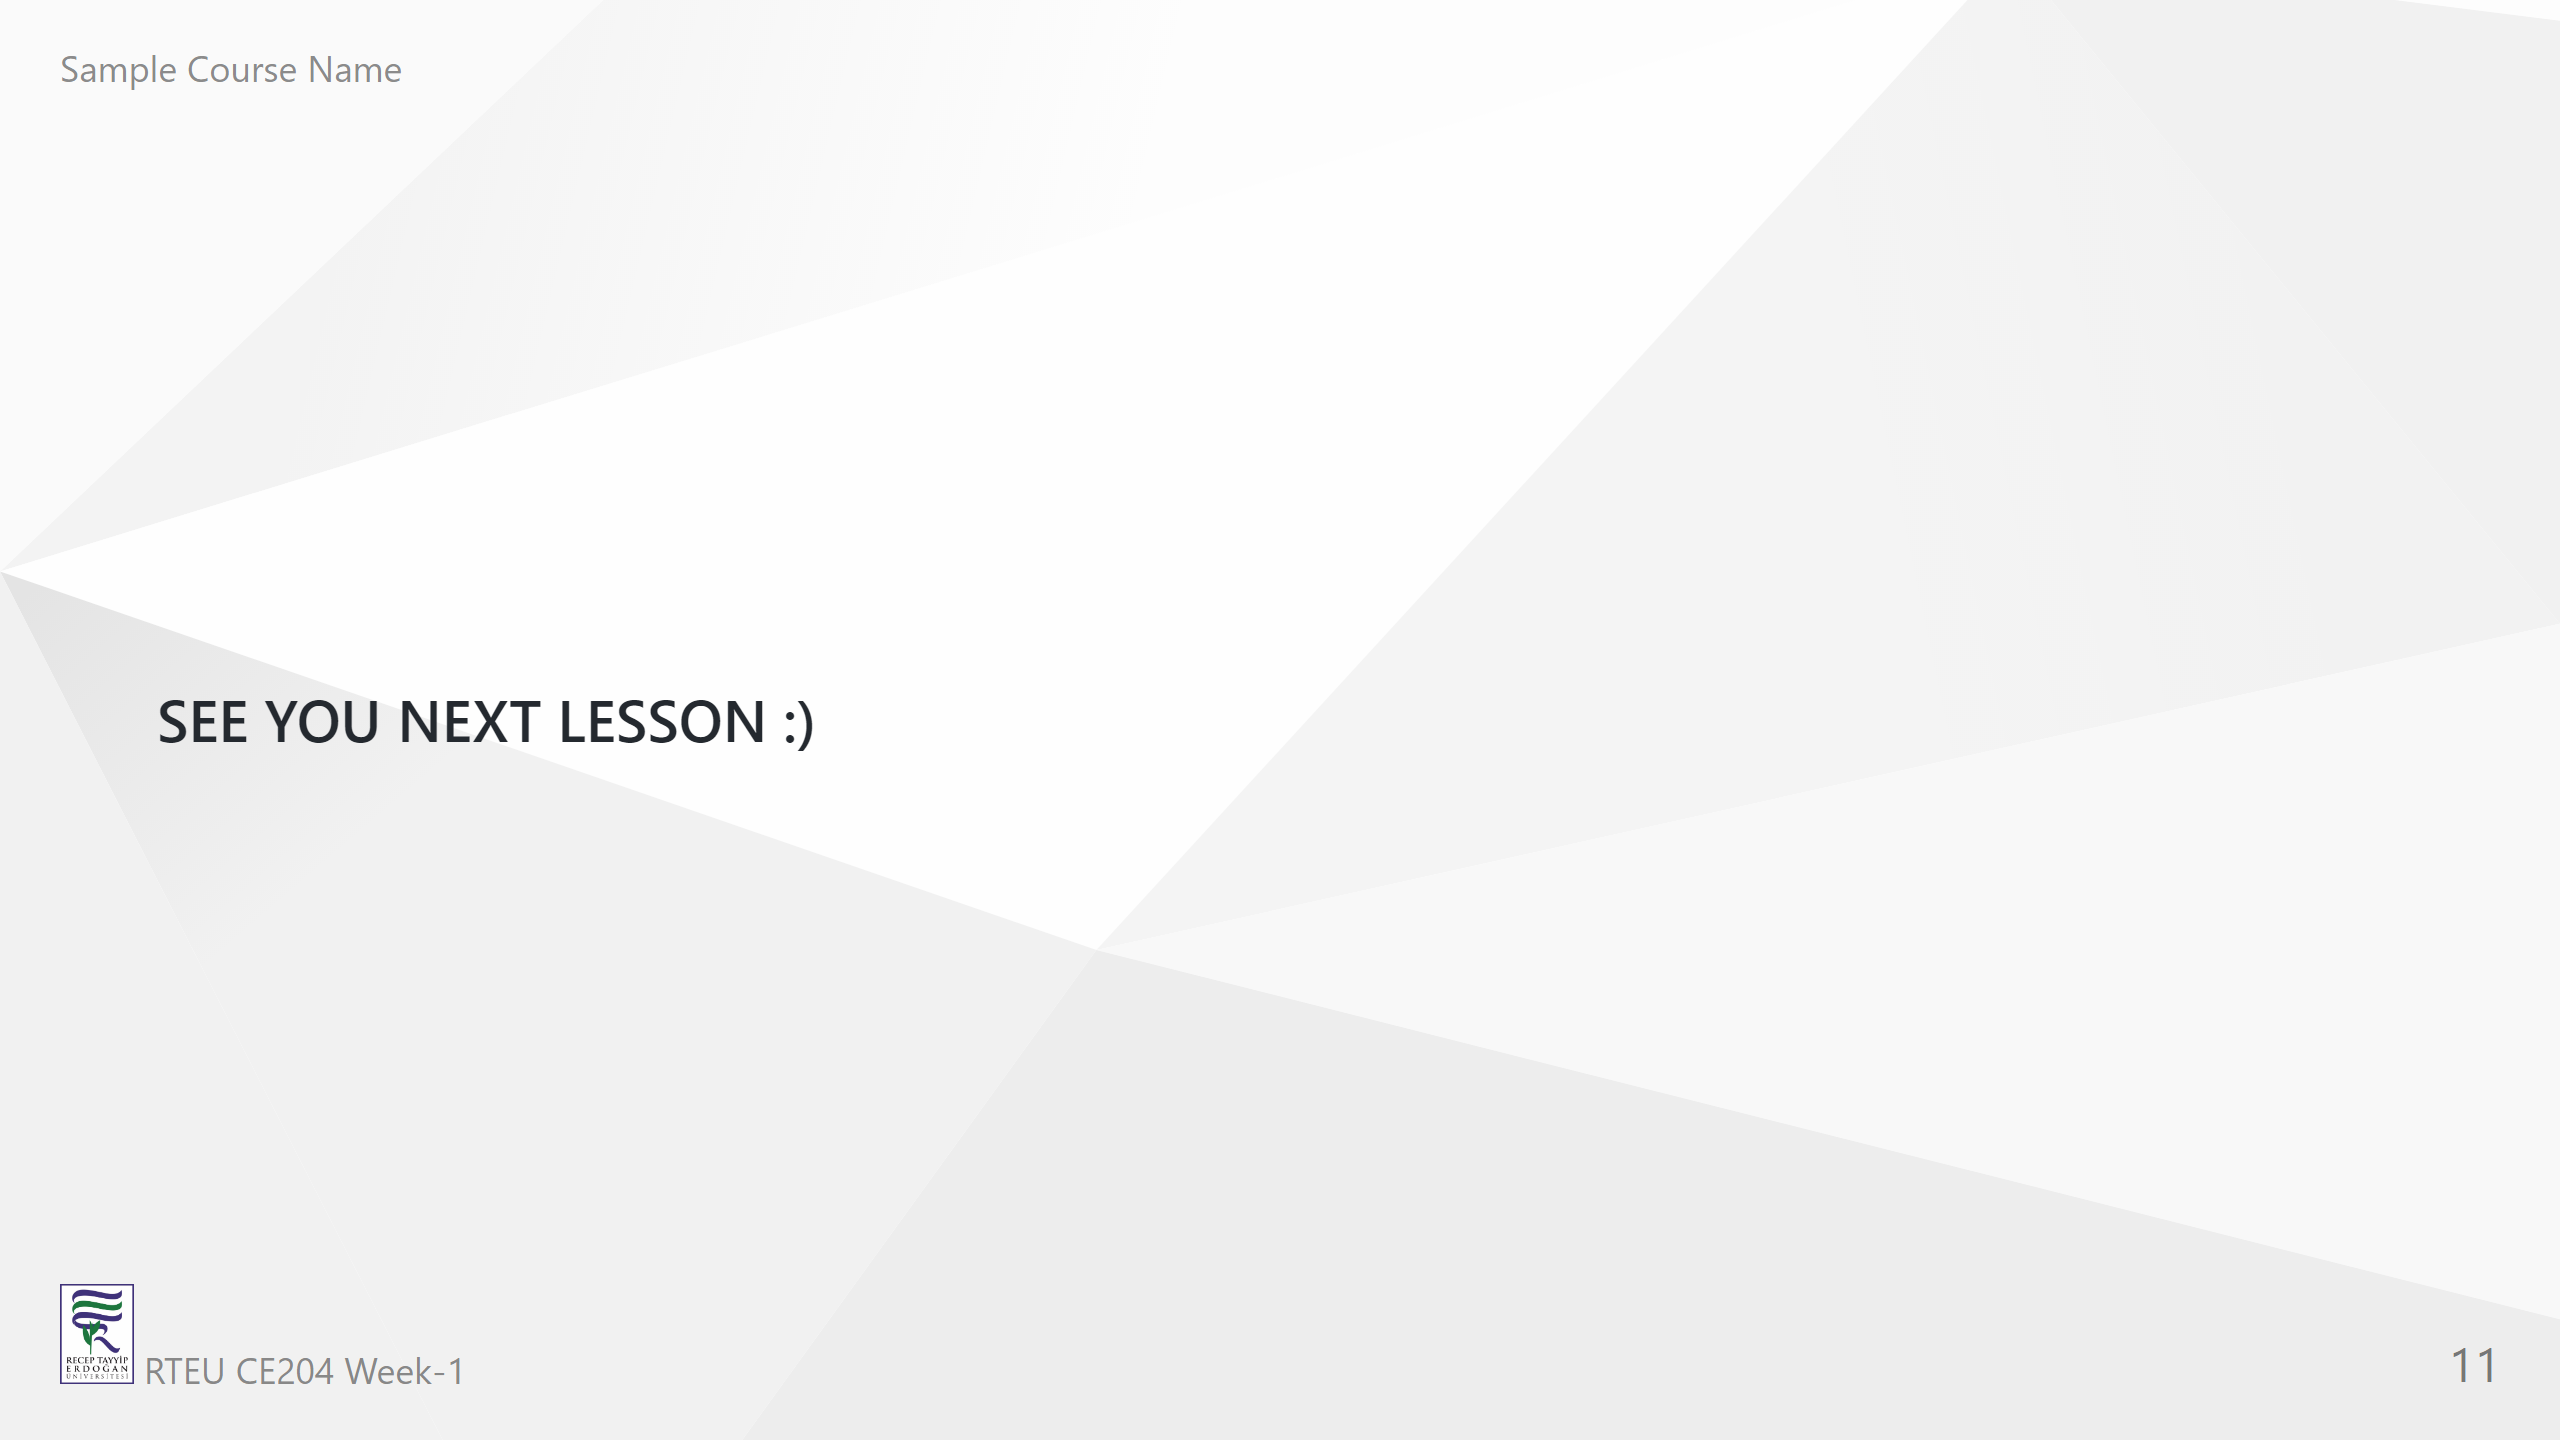 Sample Course Name
SEE YOU NEXT LESSON :)
RECEP TAYYİP
ERDOĞAN
ÜNİVERSİTESİ
RTEU CE204 Week-1
11